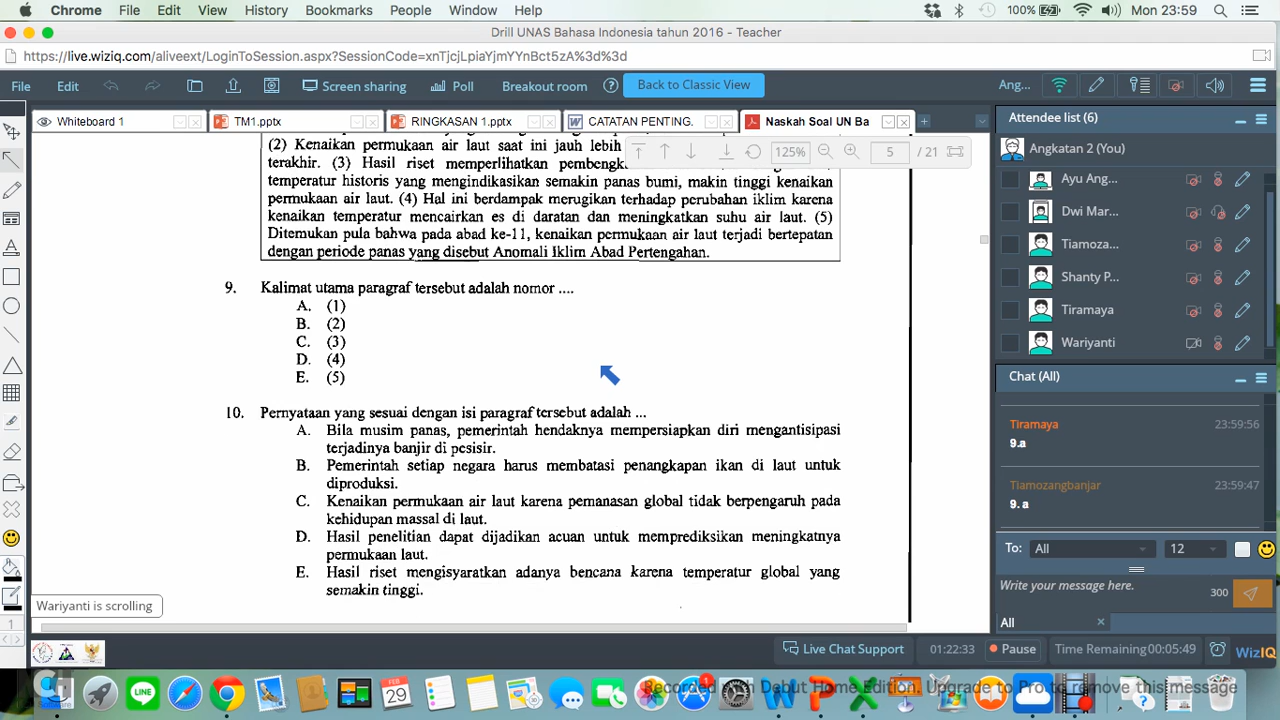 Chrome File Edit View History Bookmarks People Window Help 100% Mon 23:59
Drill UNAS Bahasa Indonesia tahun 2016 - Teacher
https://live.wiziq.com/aliveext/LoginToSession.aspx?SessionCode=xnTjcjLpiaYjmYYnBct5zA%3d%3d
File Edit Screen sharing Poll Breakout room Back to Classic View Ang...
Whiteboard 1 TM1.pptx RINGKASAN 1.pptx CATATAN PENTING. Naskah Soal UN Ba
Attendee list (6)
Angkatan 2 (You)
Ayu Ang...
Dwi Mar...
Tiamoza...
Shanty P...
Tiramaya
Wariyanti
125% 5 / 21
(2) Kenaikan permukaan air laut saat ini jauh lebih
terakhir. (3) Hasil riset memperlihatkan
temperatur historis yang mengindikasikan semakin panas bumi, makin tinggi kenaikan
permukaan air laut. (4) Hal ini berdampak merugikan terhadap perubahan iklim karena
kenaikan temperatur mencairkan es di daratan dan meningkatkan suhu air laut. (5)
Ditemukan pula bahwa pada abad ke-11, kenaikan permukaan air laut terjadi bertepatan
dengan periode panas yang disebut Anomali Iklim Abad Pertengahan.
9. Kalimat utama paragraf tersebut adalah nomor ....
A. (1)
B. (2)
C. (3)
D. (4)
E. (5)
10. Pernyataan yang sesuai dengan isi paragraf tersebut adalah ...
A. Bila musim panas, pemerintah hendaknya mempersiapkan diri mengantisipasi
terjadinya banjir di pesisir.
B. Pemerintah setiap negara harus membatasi penangkapan ikan di laut untuk
diproduksi.
C. Kenaikan permukaan air laut karena pemanasan global tidak berpengaruh pada
kehidupan massal di laut.
D. Hasil penelitian dapat dijadikan acuan untuk memprediksikan meningkatnya
permukaan laut.
E. Hasil riset mengisyaratkan adanya bencana karena temperatur global yang
semakin tinggi.
Wariyanti is scrolling
1
Chat (All)
Tiramaya 23:59:56
9.a
Tiamozangbanjar 23:59:47
9. a
To: All 12
Write your message here. 300
All
Live Chat Support 01:22:33 Pause Time Remaining 00:05:49 WizIQ
LINE
FEB
29
Recorded with Debut Home Edition. Upgrade to Pro to remove this message